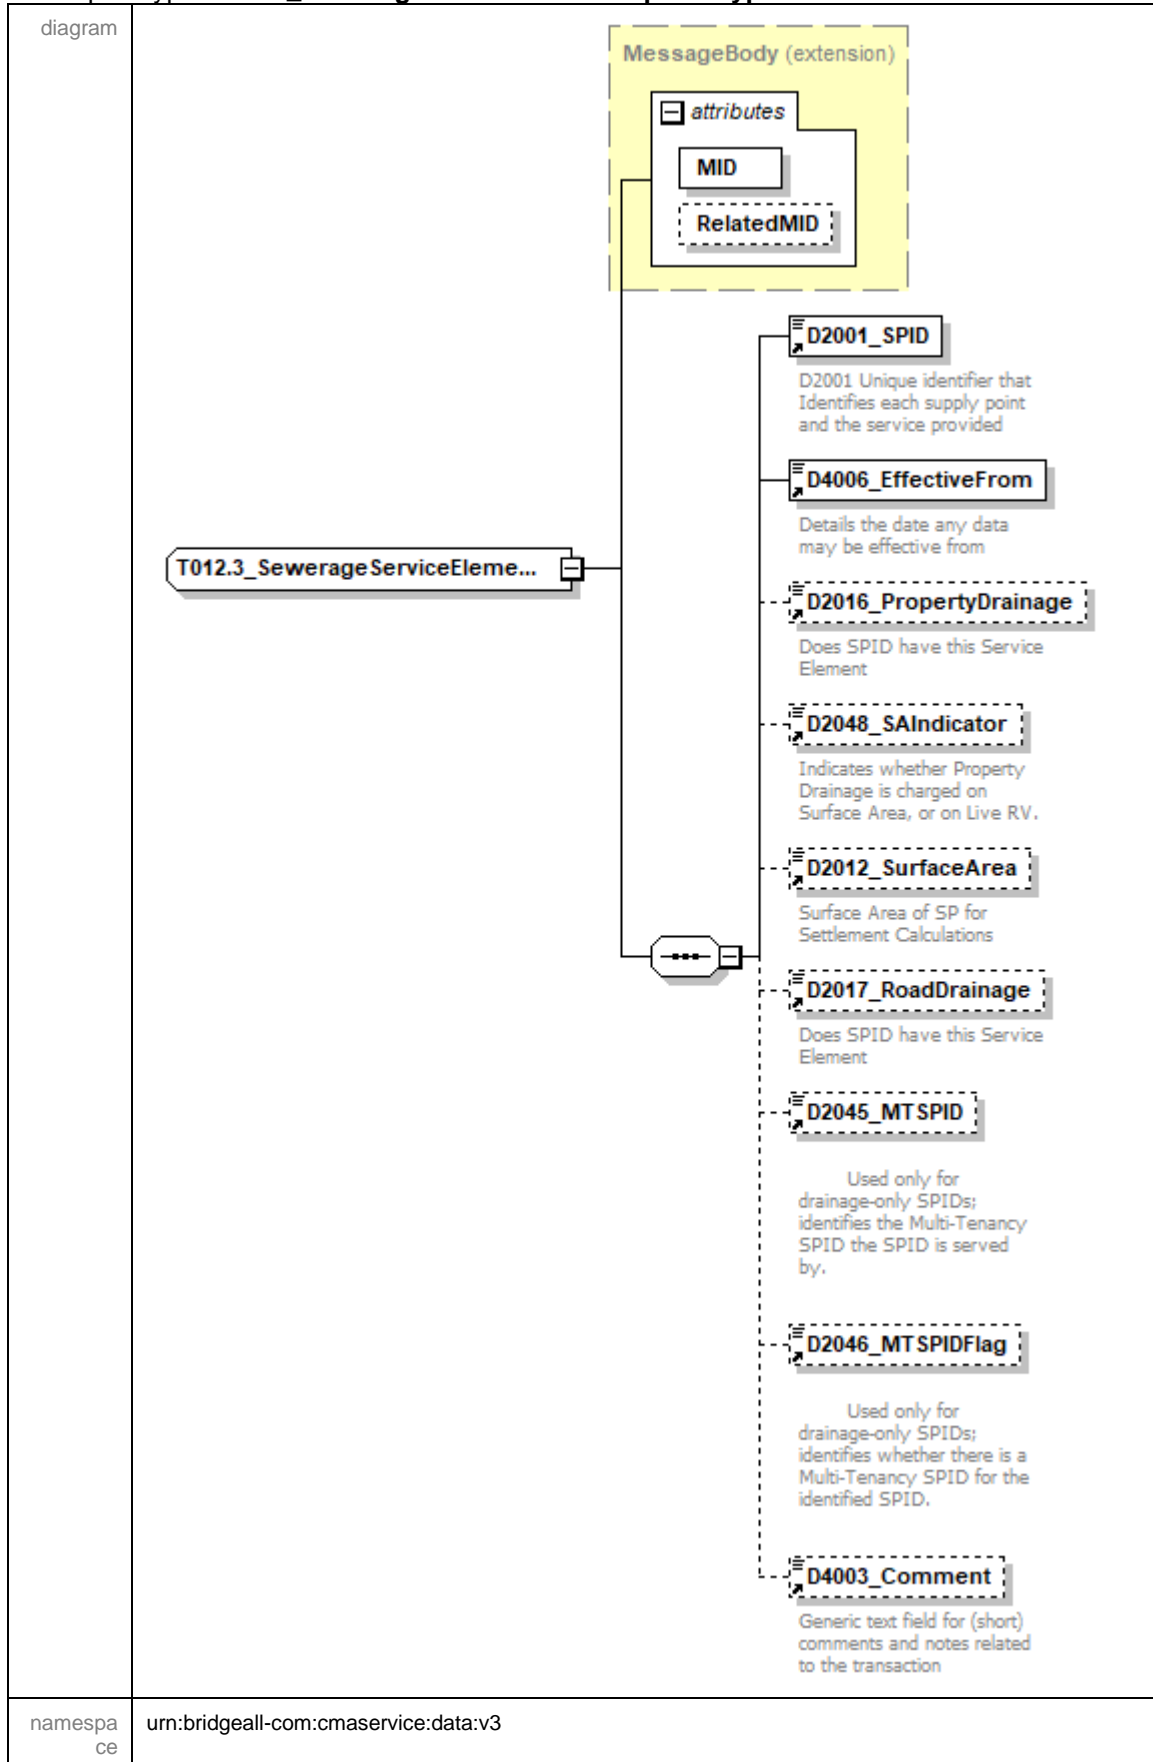 diagram
MessageBody (extension)
attributes
MID
RelatedMID
D2001_SPID
D2001 Unique identifier that
Identifies each supply point
and the service provided
D4006_EffectiveFrom
Details the date any data
may be effective from
T012.3_SewerageServiceEleme...
D2016_PropertyDrainage
Does SPID have this Service
Element
D2048_SAIndicator
Indicates whether Property
Drainage is charged on
Surface Area, or on Live RV.
D2012_SurfaceArea
Surface Area of SP for
Settlement Calculations
D2017_RoadDrainage
Does SPID have this Service
Element
D2045_MTSPID
Used only for
drainage-only SPIDs;
identifies the Multi-Tenancy
SPID the SPID is served
by.
D2046_MTSPIDFlag
Used only for
drainage-only SPIDs;
identifies whether there is a
Multi-Tenancy SPID for the
identified SPID.
D4003_Comment
Generic text field for (short)
comments and notes related
to the transaction
namespa
ce
urn:bridgeall-com:cmaservice:data:v3